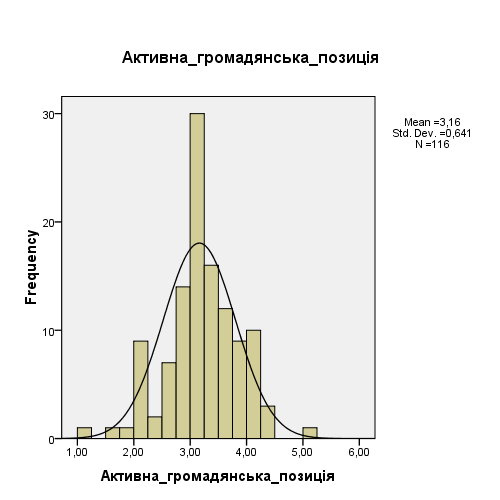 Активна_громадянська_позиція
Mean =3,16
Std. Dev. =0,641
N =116
30
20
10
0
Frequency
1,00 2,00 3,00 4,00 5,00 6,00
Активна_громадянська_позиція